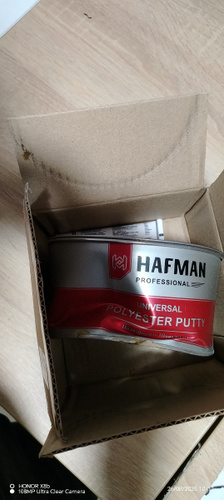 HAFMAN
PROFESSIONAL
UNIVERSAL
POLYESTER PUTTY
HONOR X8b
108MP Ultra Clear Camera